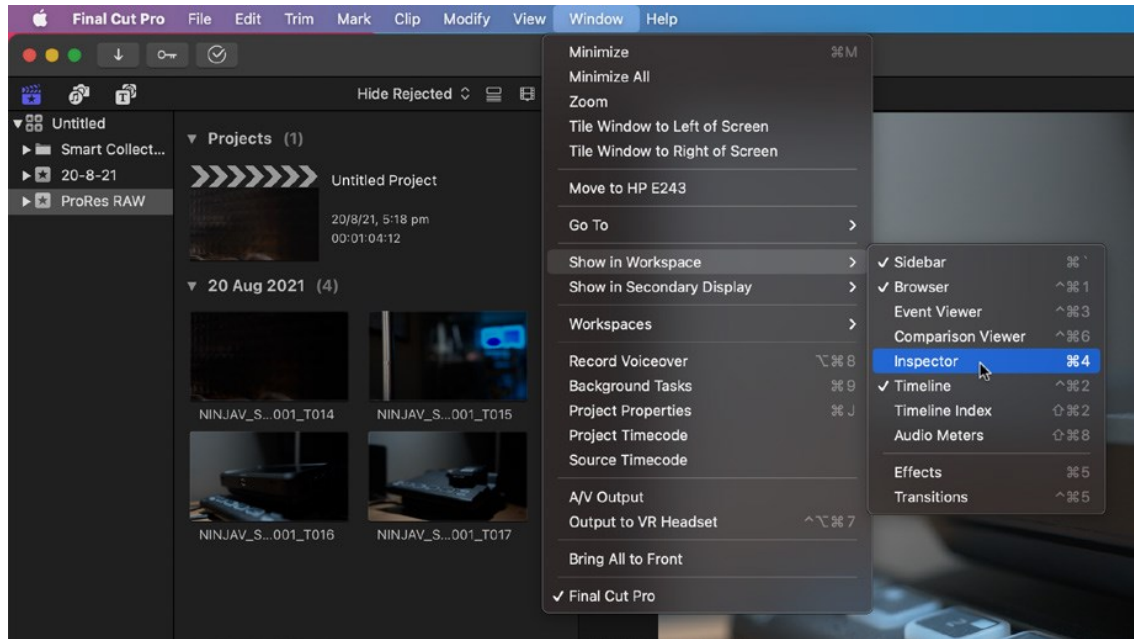 Final Cut Pro File Edit Trim Mark Clip Modify View Window Help
Hide Rejected
Untitled
Smart Collect...
20-8-21
ProRes RAW
Projects (1)
Untitled Project
20/8/21, 5:18 pm
00:01:04:12
20 Aug 2021 (4)
NINJAV_S...001_T014
NINJAV_S...001_T015
NINJAV_S...001_T016
NINJAV_S...001_T017
Minimize ⌘M
Minimize All
Zoom
Tile Window to Left of Screen
Tile Window to Right of Screen
Move to HP E243
Go To
Show in Workspace
Show in Secondary Display
Workspaces
Record Voiceover ⌥⌘8
Background Tasks ⌘9
Project Properties ⌘J
Project Timecode
Source Timecode
A/V Output
Output to VR Headset ^⌥⌘7
Bring All to Front
✓ Final Cut Pro
✓ Sidebar ⌘`
✓ Browser ^⌘1
Event Viewer ^⌘3
Comparison Viewer ^⌘6
Inspector ⌘4
✓ Timeline ^⌘2
Timeline Index ⇧⌘2
Audio Meters ⇧⌘8
Effects ⌘5
Transitions ^⌘5